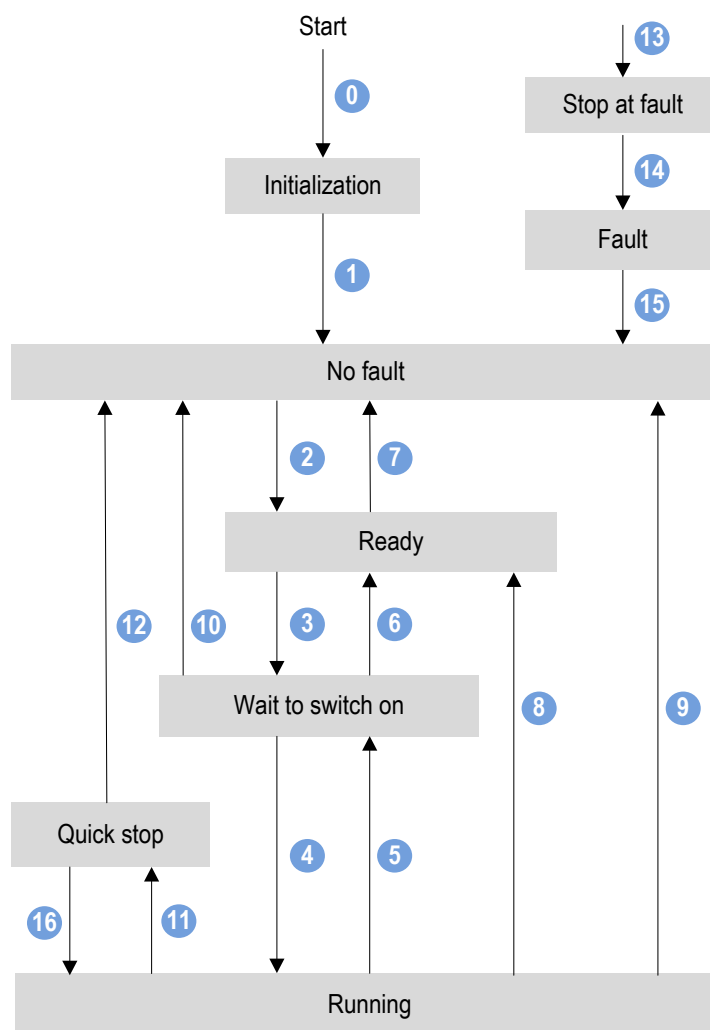 Start
13
0
Stop at fault
14
Initialization
Fault
1
15
No fault
2
7
Ready
12
10
3
6
Wait to switch on
8
9
Quick stop
4
5
16
11
Running